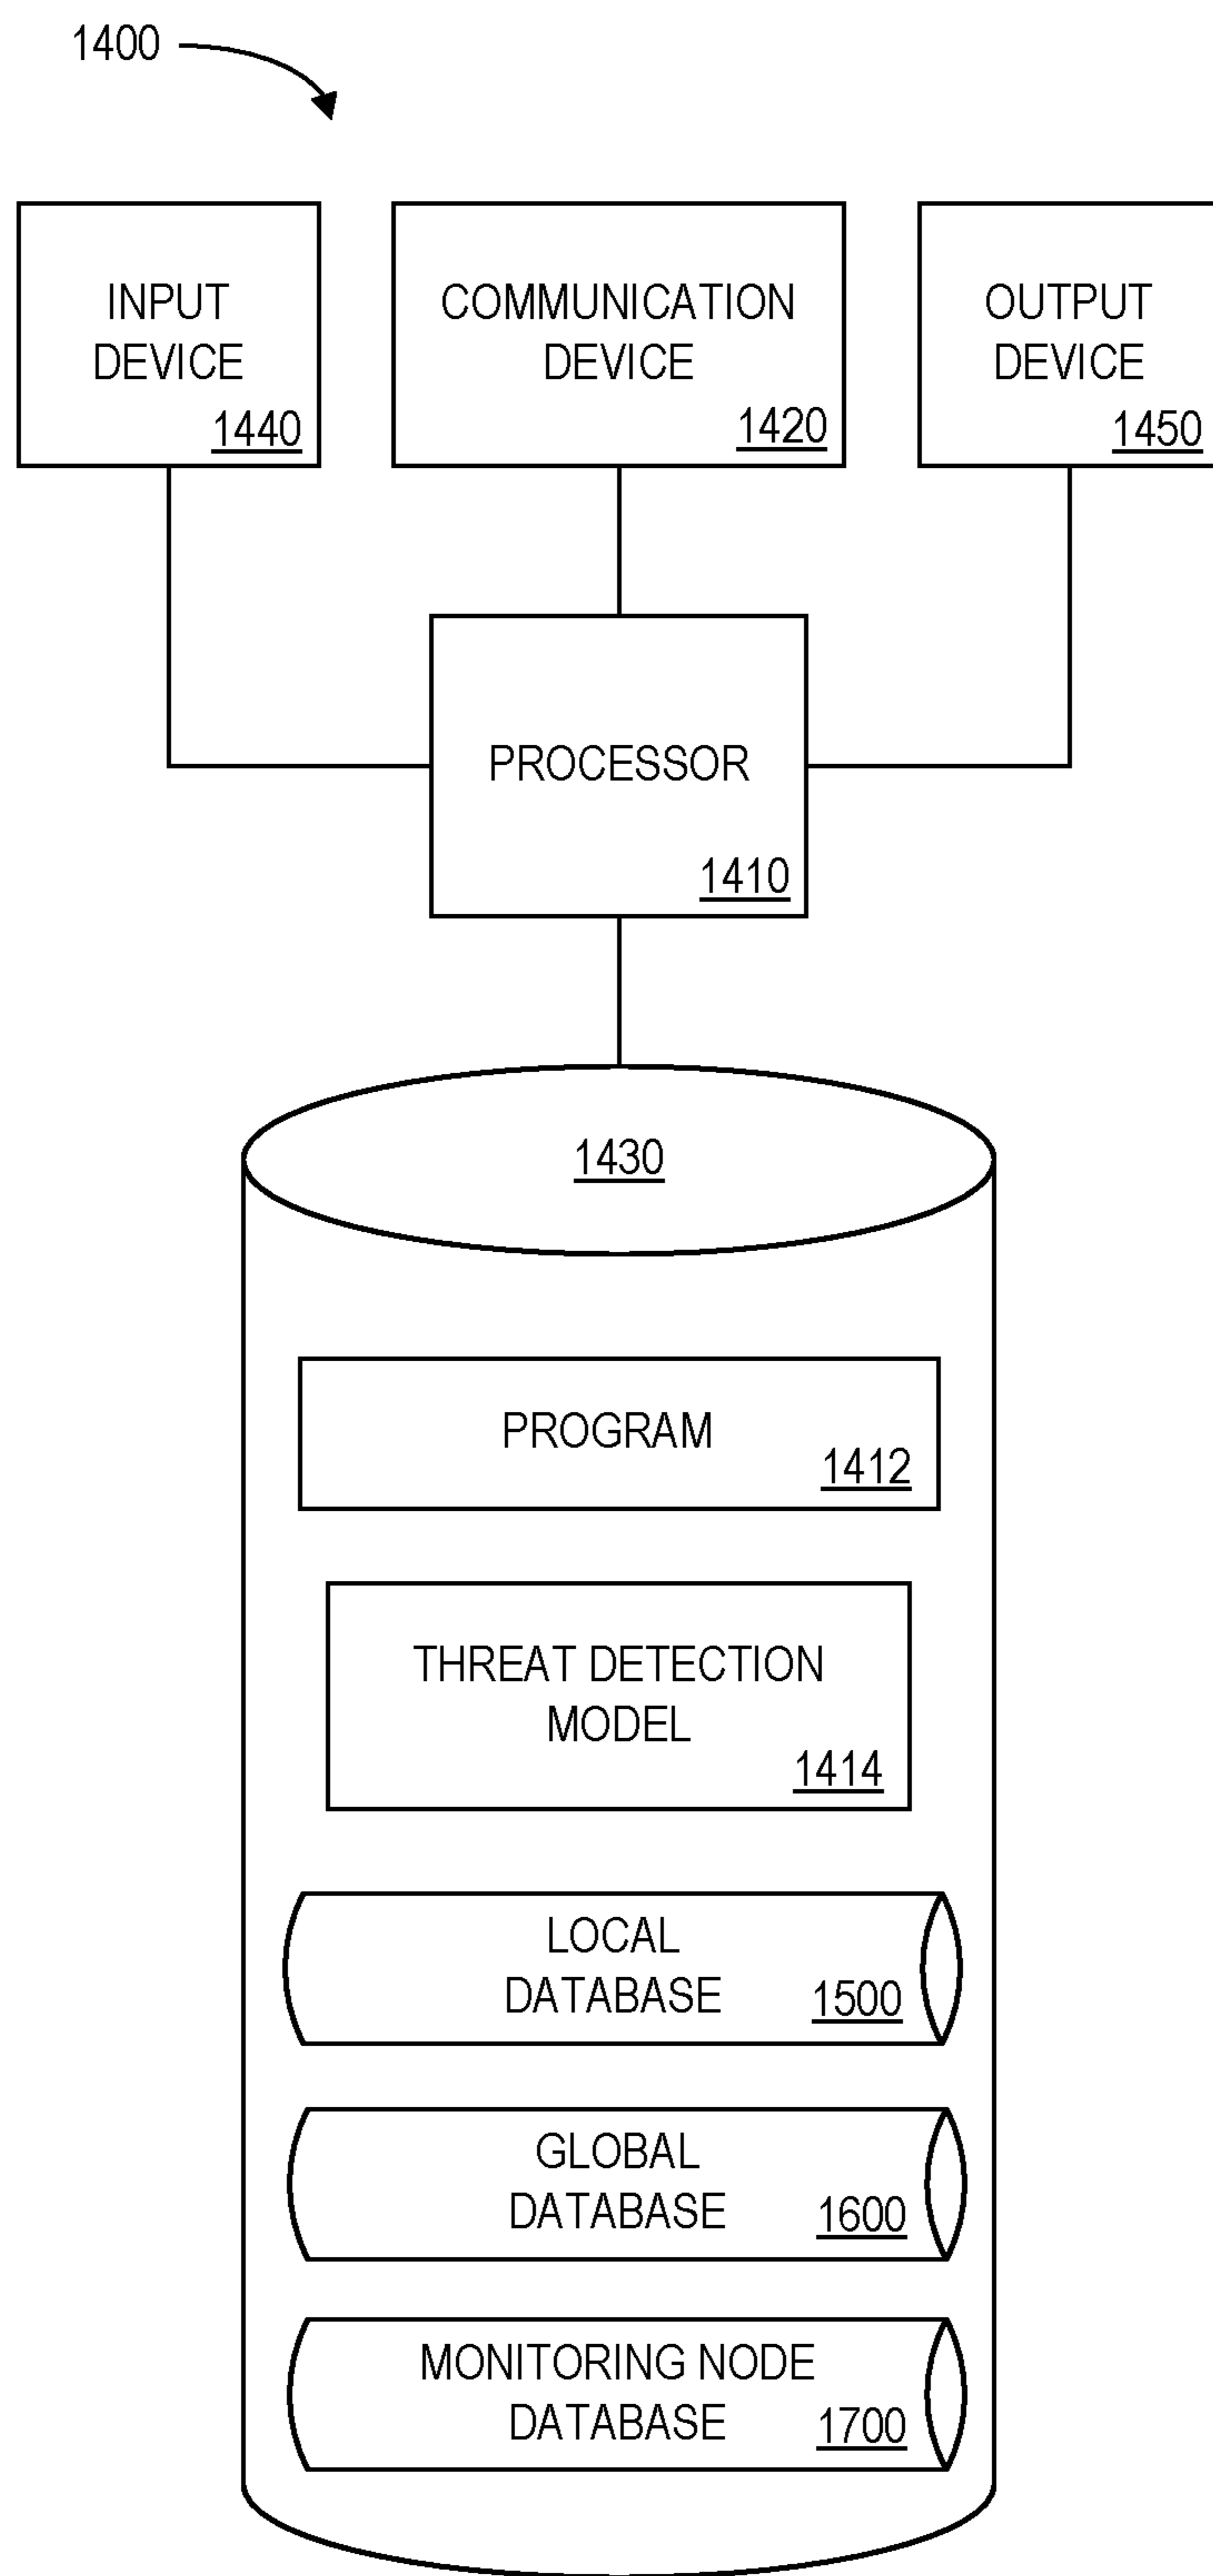 1400
INPUT
DEVICE
1440
COMMUNICATION
DEVICE
1420
OUTPUT
DEVICE
1450
PROCESSOR
1410
1430
PROGRAM
1412
THREAT DETECTION
MODEL
1414
LOCAL
DATABASE
1500
GLOBAL
DATABASE
1600
MONITORING NODE
DATABASE
1700